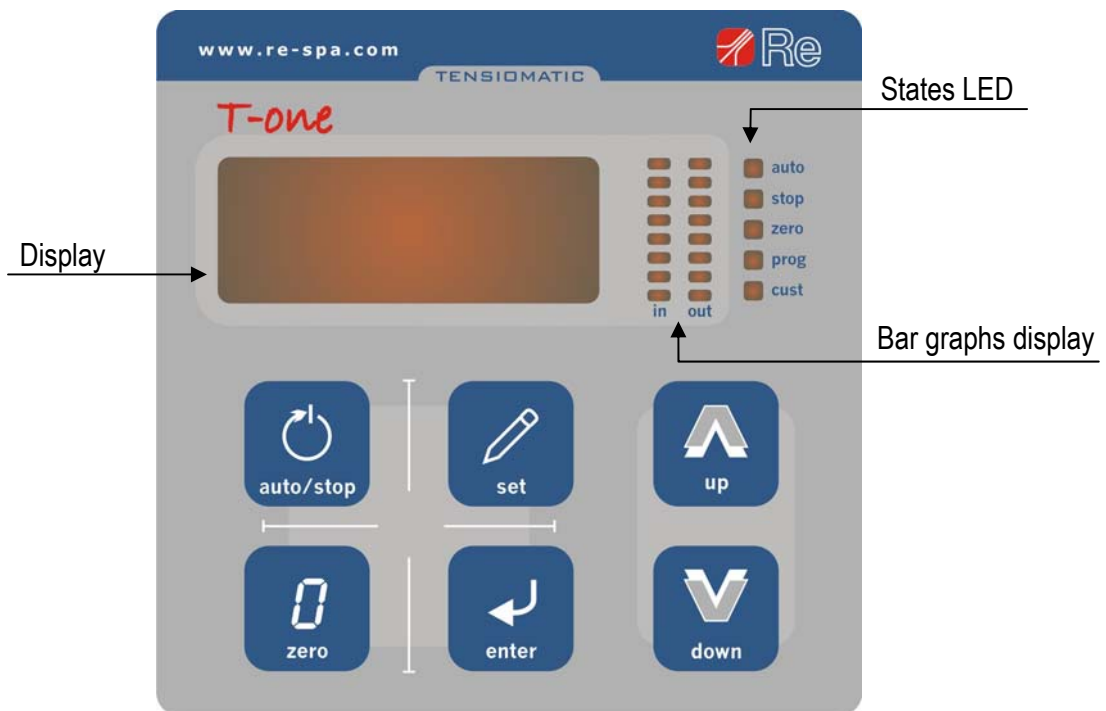 www.re-spa.com
Re
TENSIOMATIC
T-one
States LED
auto
stop
zero
prog
cust
Display
in out
Bar graphs display
auto/stop
set
up
zero
enter
down